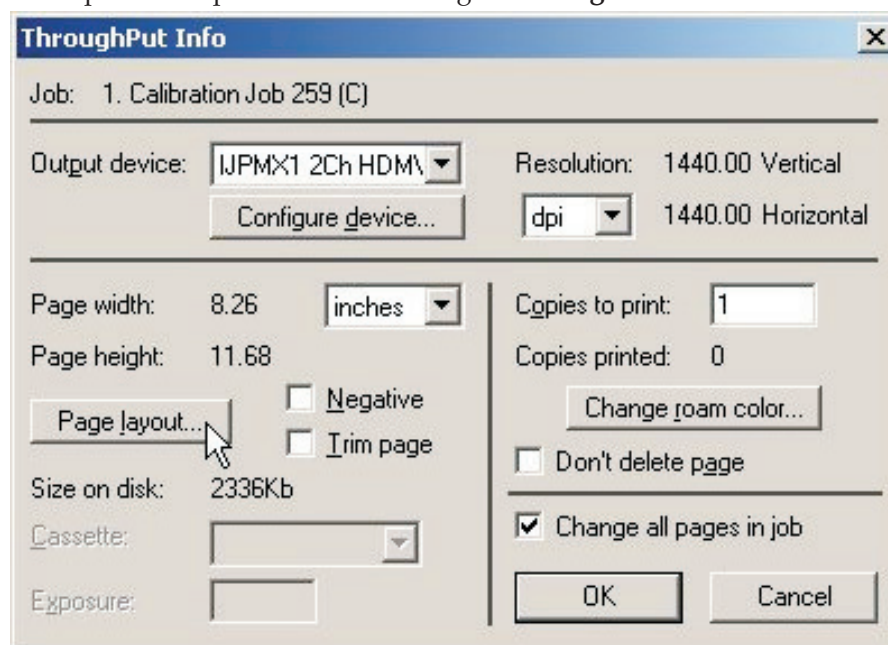 ThroughPut Info
Job: 1. Calibration Job 259 (C)
Output device: IJPMX1 2Ch HDM\
Configure device...
Resolution: 1440.00 Vertical
dpi 1440.00 Horizontal
Page width: 8.26 inches
Page height: 11.68
Page layout...
Negative
Trim page
Size on disk: 2336Kb
Cassette:
Exposure:
Copies to print: 1
Copies printed: 0
Change roam color...
Don't delete page
Change all pages in job
OK Cancel